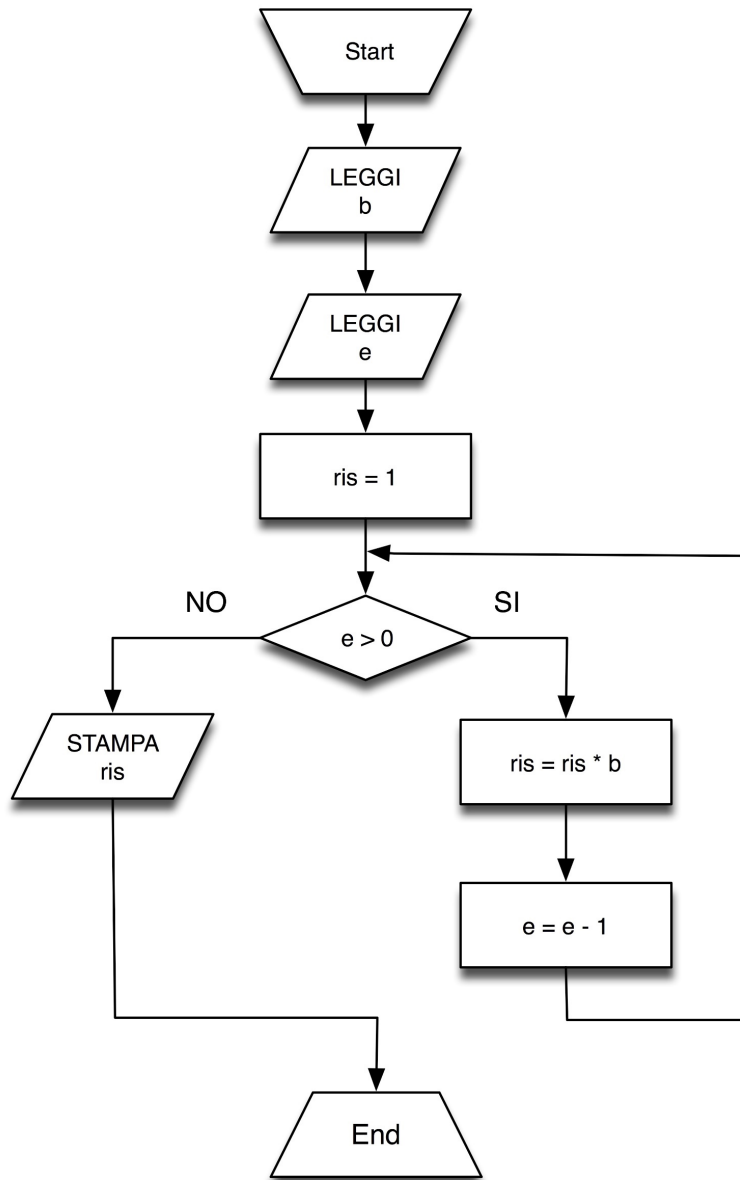 Start
LEGGI
b
LEGGI
e
ris = 1
NO
SI
e > 0
STAMPA
ris
ris = ris * b
e = e - 1
End